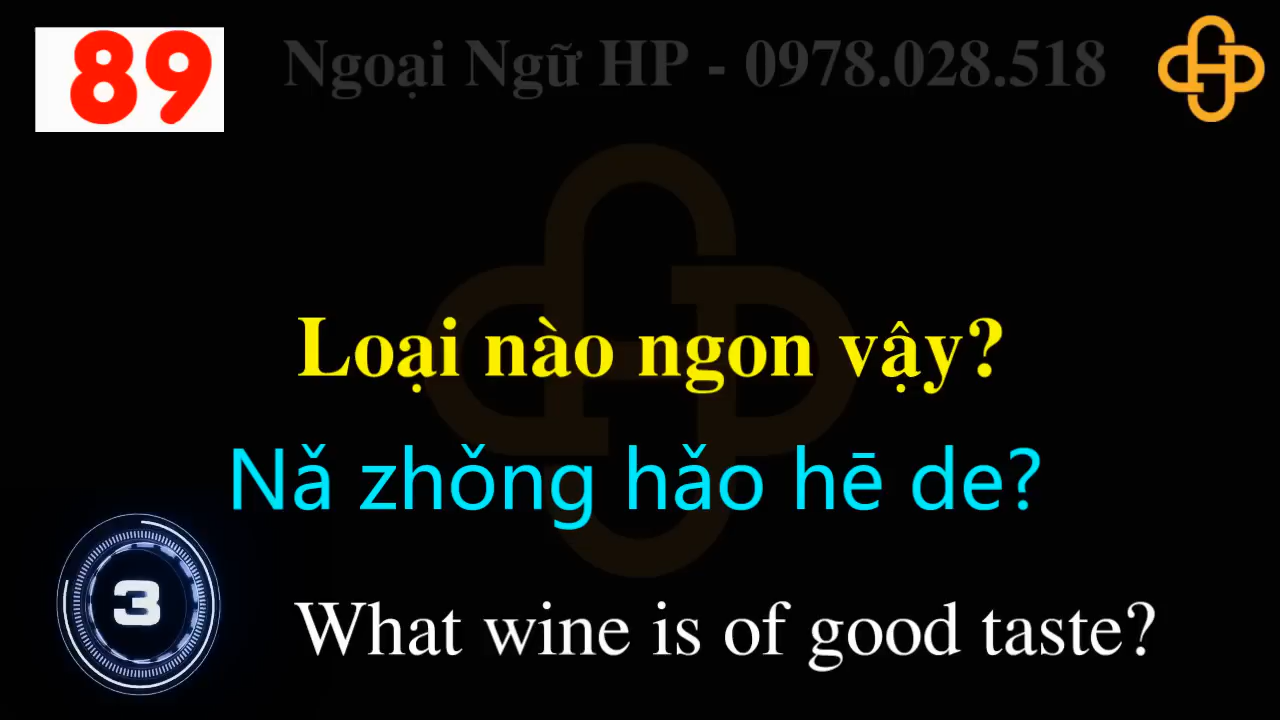 89
Ngoại Ngữ HP - 0978.028.518
Loại nào ngon vậy?
Nǎ zhǒng hǎo hē de?
3
What wine is of good taste?